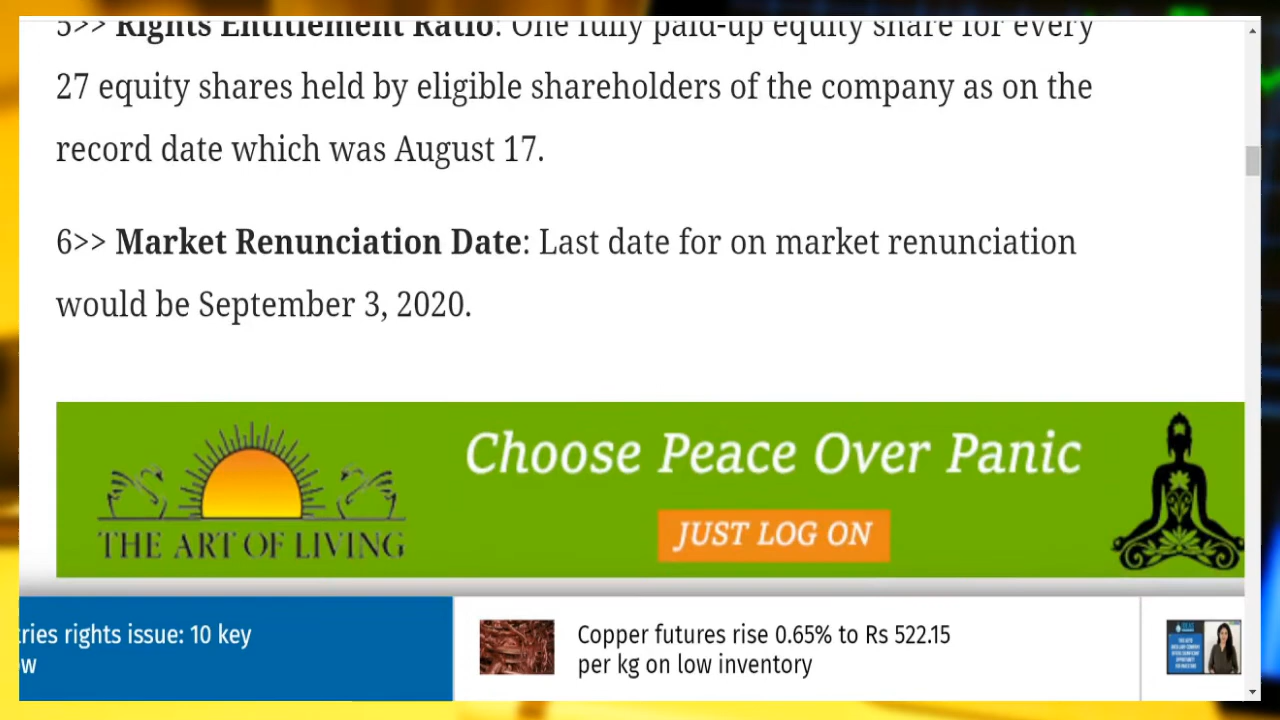 5>> Rights Entitlement Ratio: One fully paid-up equity share for every
27 equity shares held by eligible shareholders of the company as on the
record date which was August 17.
6>> Market Renunciation Date: Last date for on market renunciation
would be September 3, 2020.
Choose Peace Over Panic
JUST LOG ON
THE ART OF LIVING
tries rights issue: 10 key
ow
Copper futures rise 0.65% to Rs 522.15
per kg on low inventory